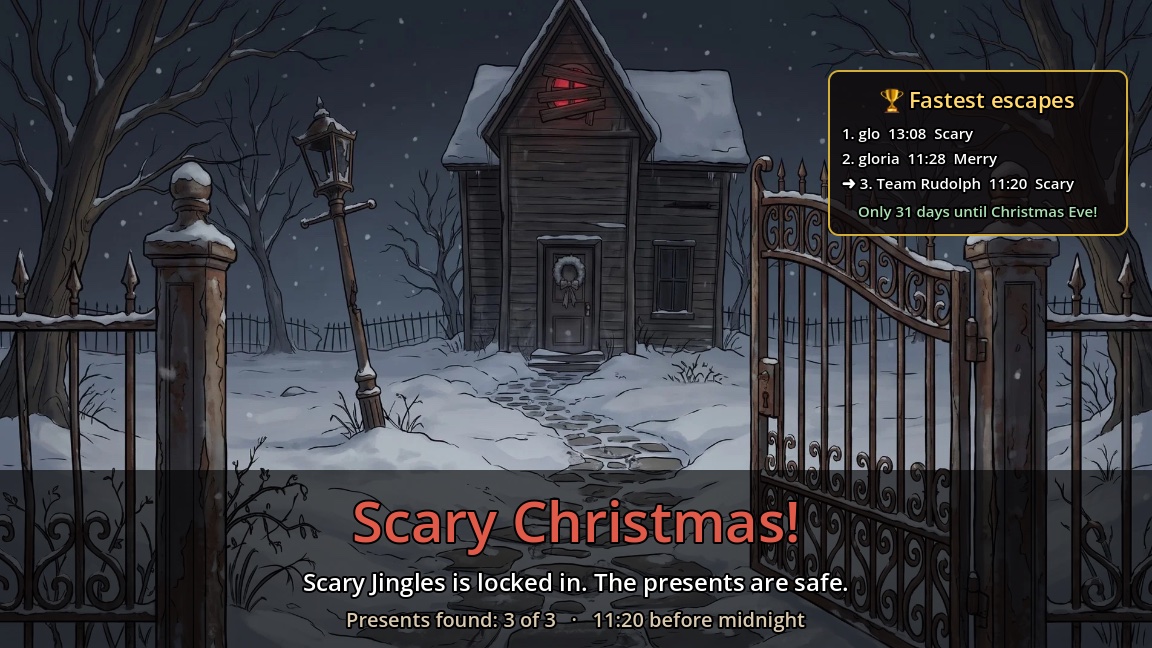 🏆 Fastest escapes
1. glo 13:08 Scary
2. gloria 11:28 Merry
➜ 3. Team Rudolph 11:20 Scary
Only 31 days until Christmas Eve!
Scary Christmas!
Scary Jingles is locked in. The presents are safe.
Presents found: 3 of 3 · 11:20 before midnight